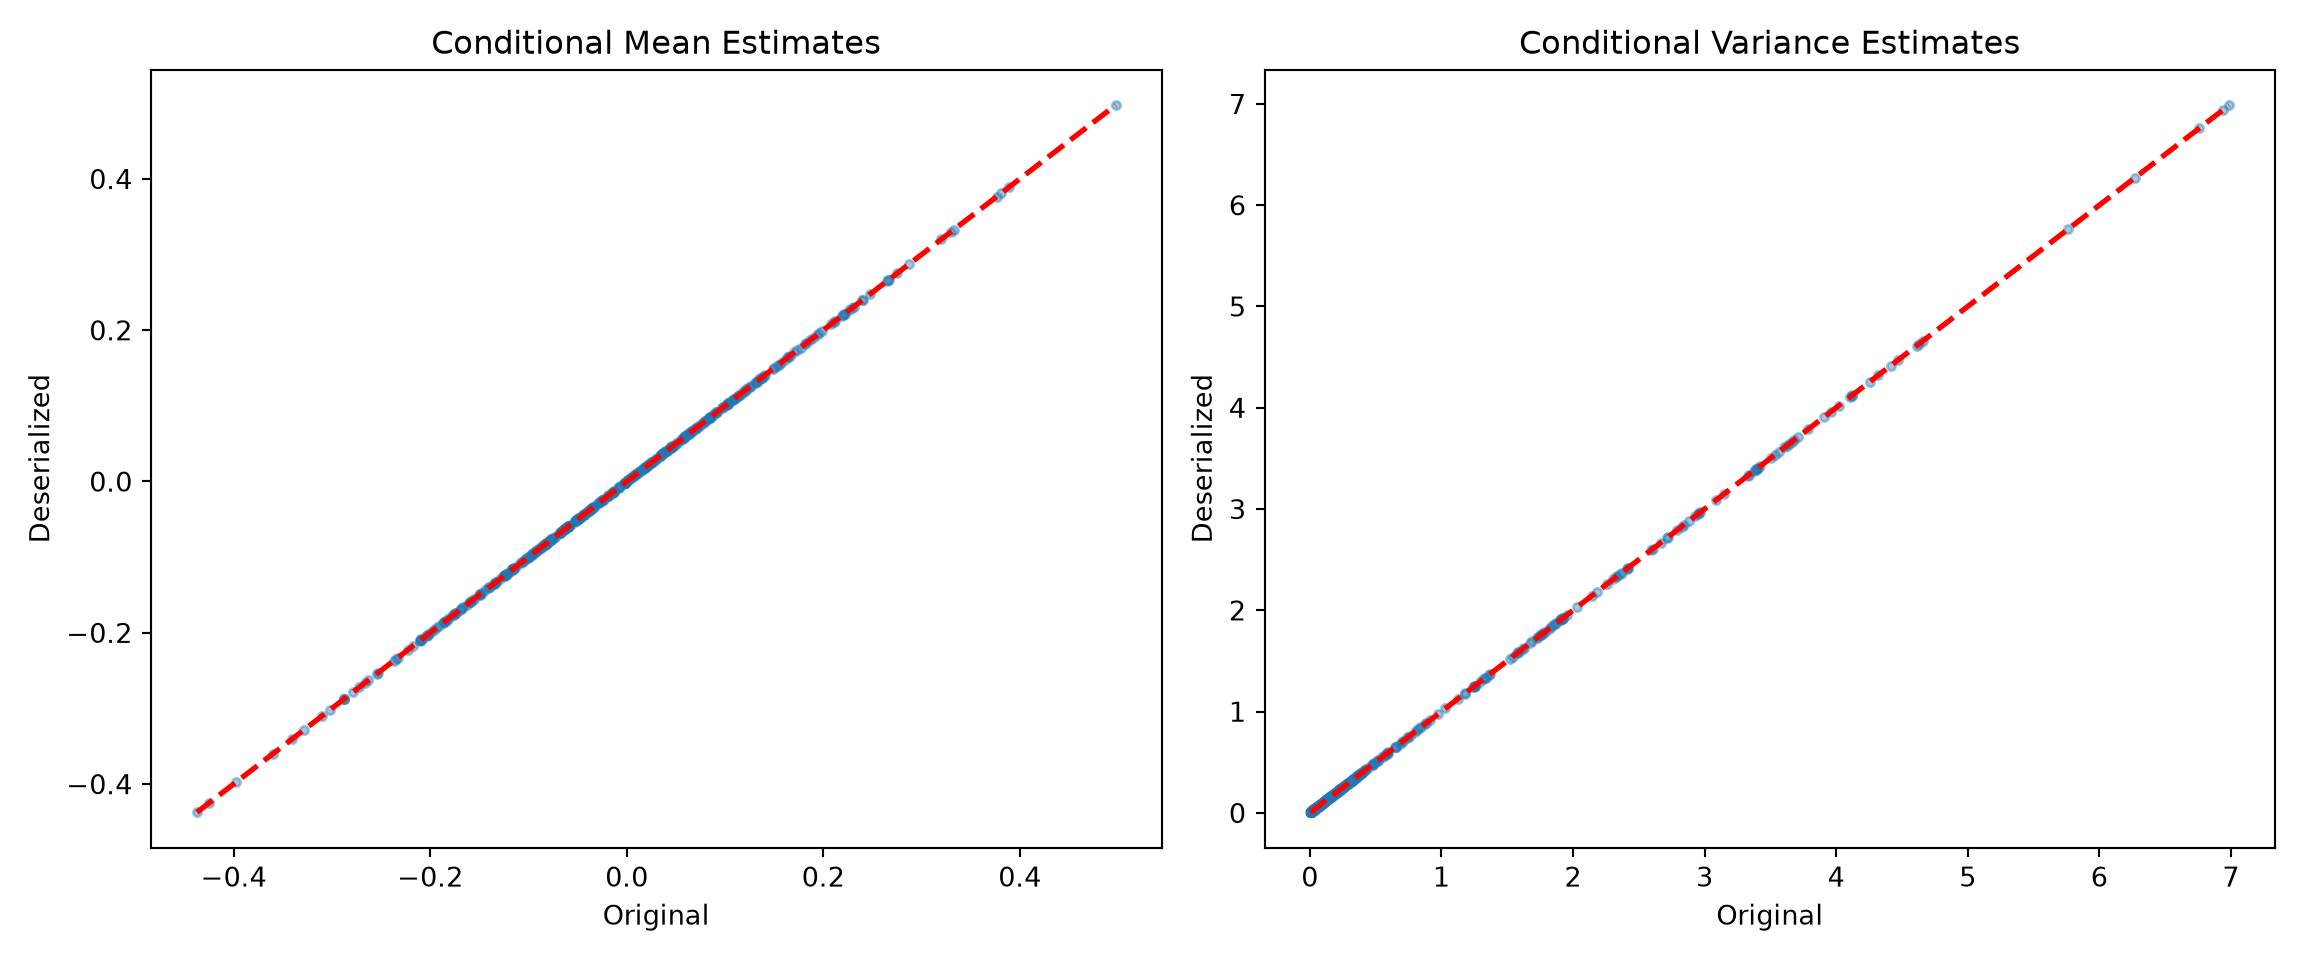 Conditional Mean Estimates
Deserialized
0.4
0.2
0.0
−0.2
−0.4
−0.4 −0.2 0.0 0.2 0.4
Original
Conditional Variance Estimates
Deserialized
7
6
5
4
3
2
1
0
0 1 2 3 4 5 6 7
Original